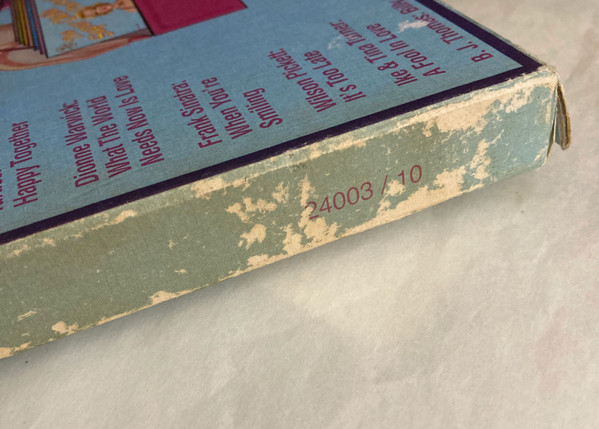 Happy Together
Dionne Warwick:
What The World
Needs Now Is Love
Frank Sinatra:
When You're
Smiling
Wilson Pickett:
It's Too Late
Ike & Tina Turner:
A Fool In Love
B. J. Thomas:
24003 / 10